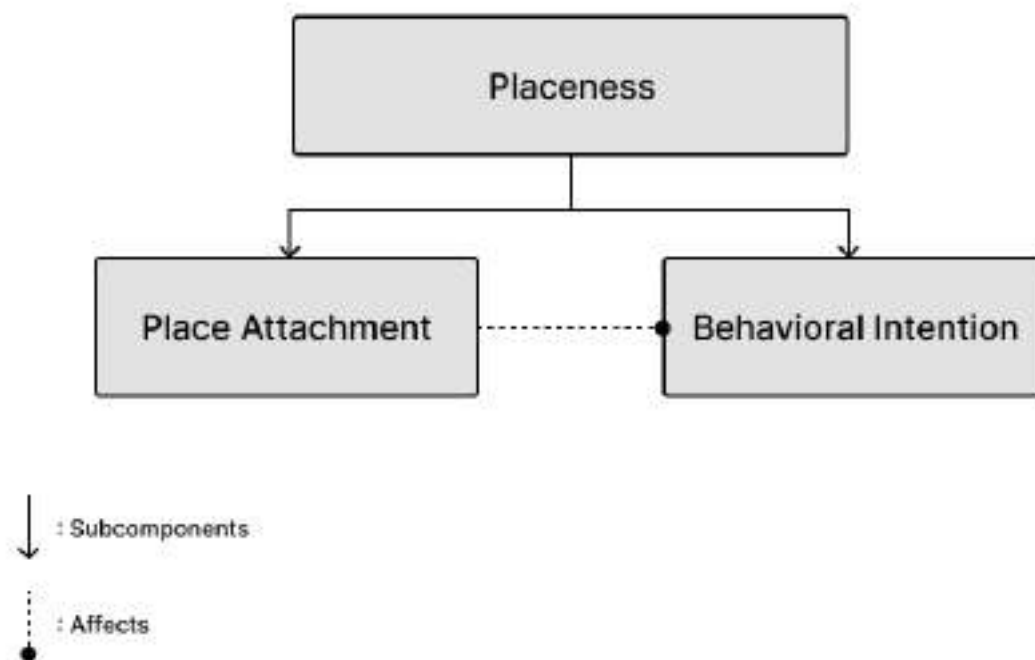 Placeness
Place Attachment
Behavioral Intention
: Subcomponents
: Affects